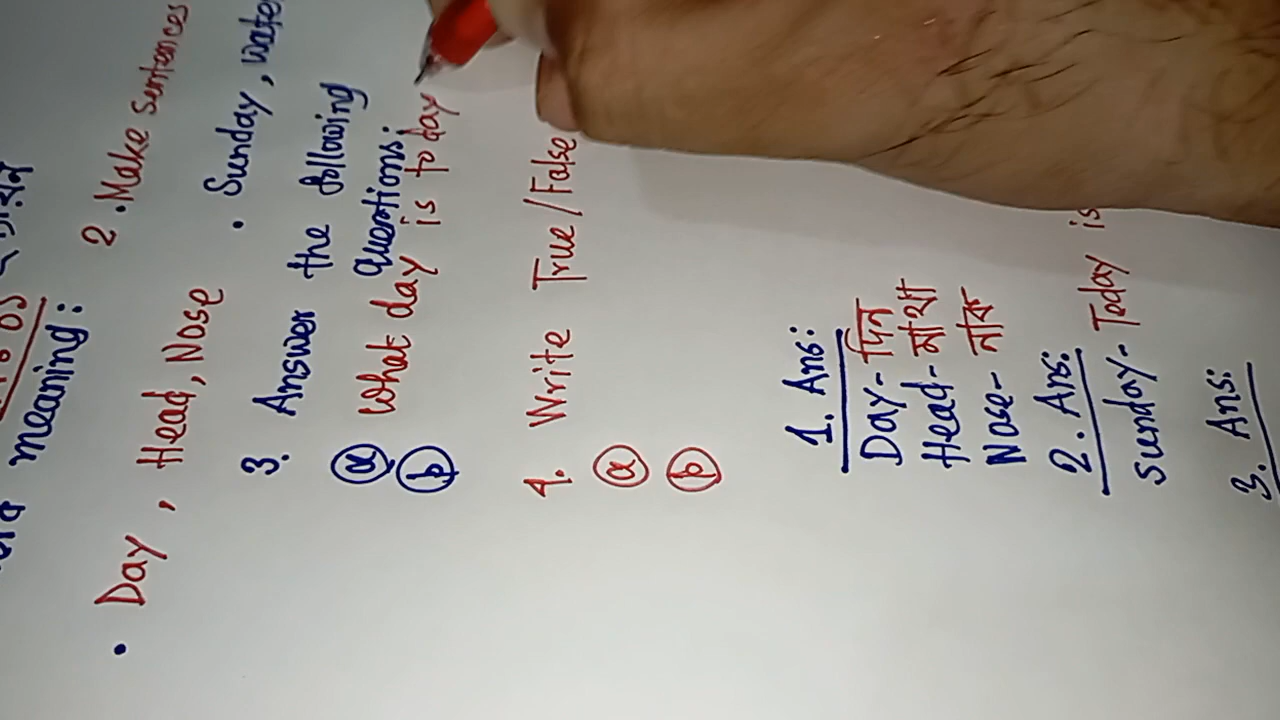 meaning:
2. Make sentences
• Day, Head, Nose
• Sunday,
3. Answer the following
questions:
(a) What day is today
(b)
4. Write True/False
(a)
(b)
1. Ans:
Day - দিন
Head - মাথা
Nose - নাক
2. Ans:
Sunday - Today is
3. Ans: